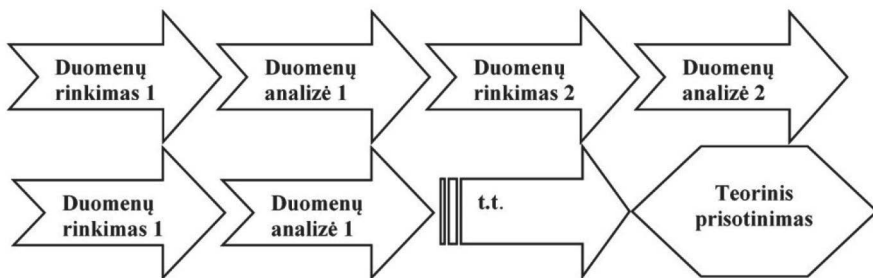 Duomenų
rinkimas 1
Duomenų
analizė 1
Duomenų
rinkimas 2
Duomenų
analizė 2
Duomenų
rinkimas 1
Duomenų
analizė 1
t.t.
Teorinis
prisotinimas